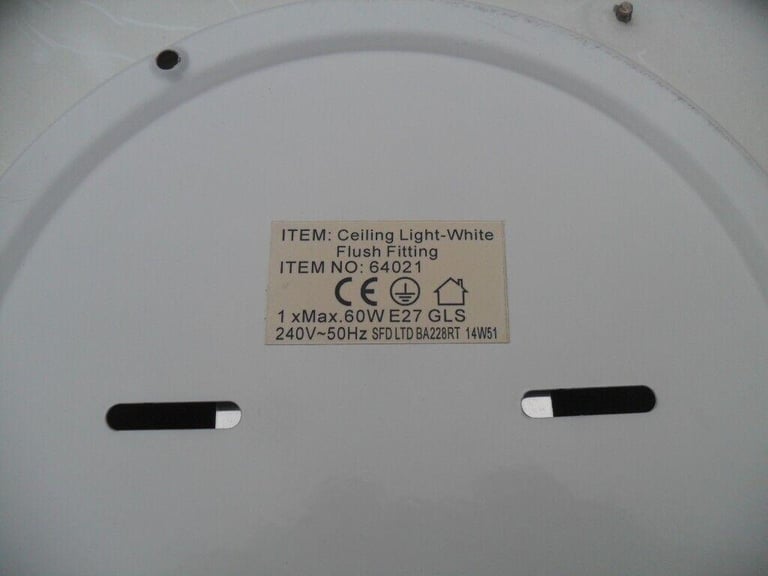 ITEM: Ceiling Light-White
Flush Fitting
ITEM NO: 64021
CE
1 xMax.60W E27 GLS
240V~50Hz SFD LTD BA228RT 14W51